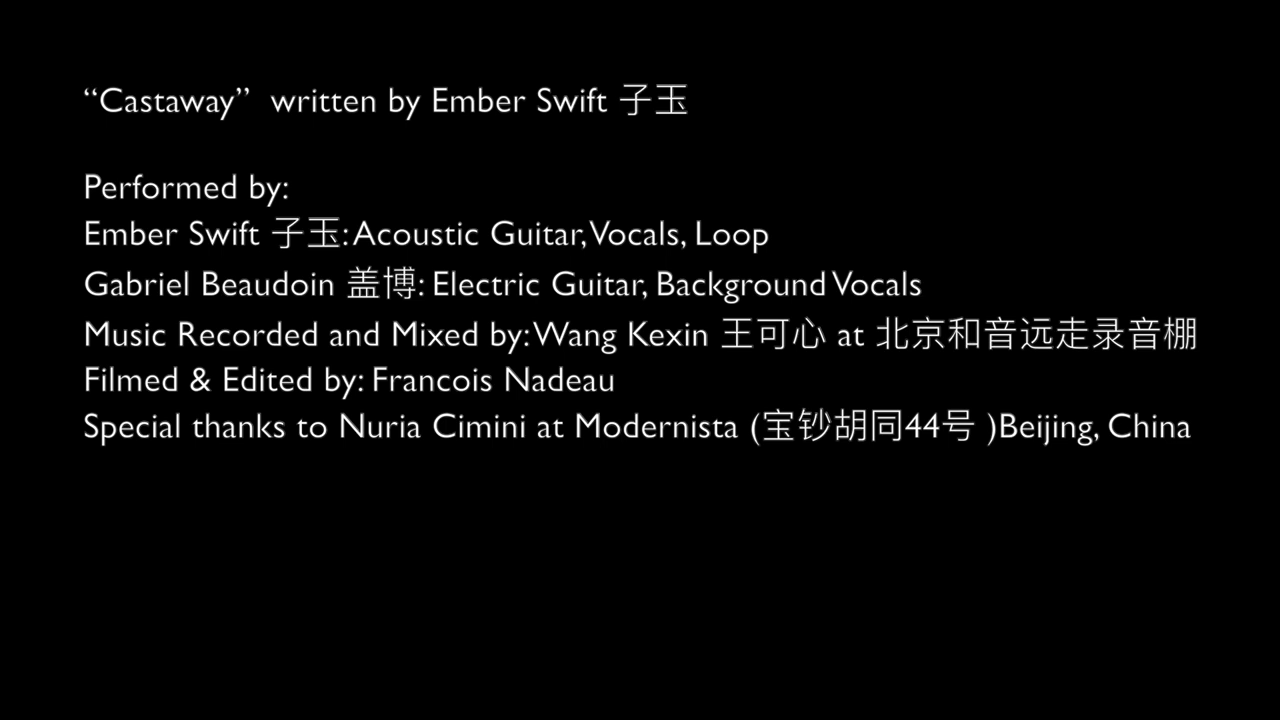 “Castaway”  written by Ember Swift 子玉
Performed by:
Ember Swift 子玉: Acoustic Guitar, Vocals, Loop
Gabriel Beaudoin 盖博: Electric Guitar, Background Vocals
Music Recorded and Mixed by: Wang Kexin 王可心 at 北京和音远走录音棚
Filmed & Edited by: Francois Nadeau
Special thanks to Nuria Cimini at Modernista (宝钞胡同44号 )Beijing, China